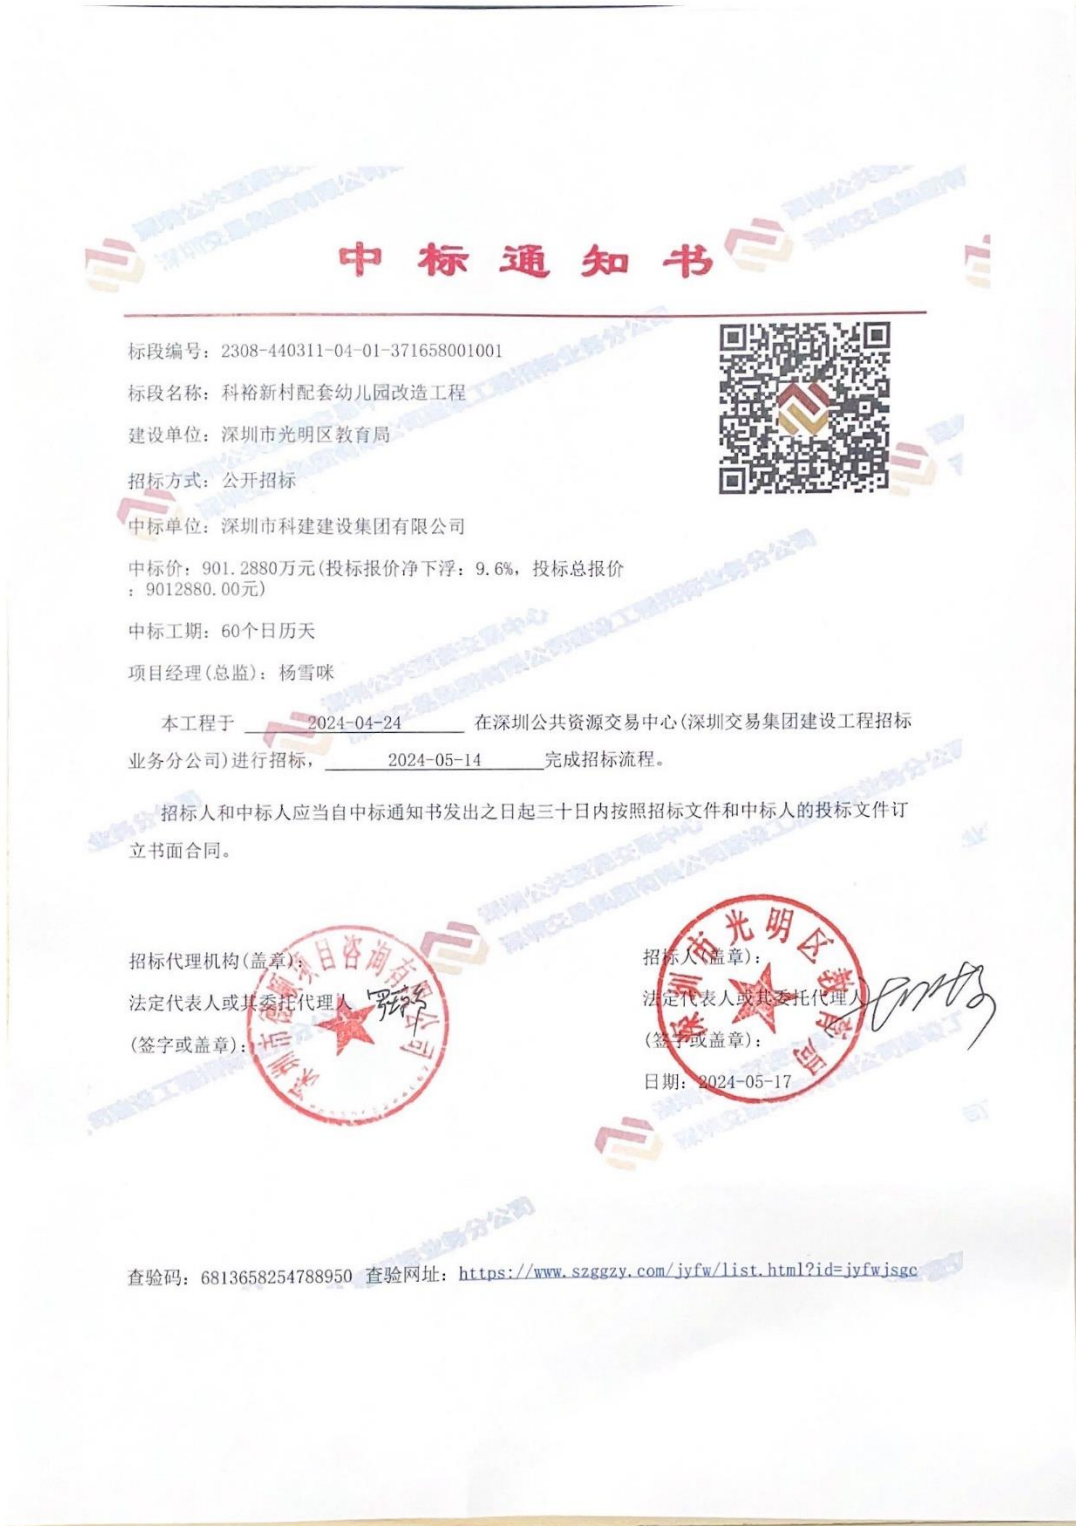 中标通知书
标段编号：2308-440311-04-01-371658001001
标段名称：科裕新村配套幼儿园改造工程
建设单位：深圳市光明区教育局
招标方式：公开招标
中标单位：深圳市科建建设集团有限公司
中标价：901.2880万元(投标报价净下浮：9.6%，投标总报价
：9012880.00元)
中标工期：60个日历天
项目经理(总监)：杨雪咪
本工程于 2024-04-24 在深圳公共资源交易中心(深圳交易集团建设工程招标
业务分公司)进行招标， 2024-05-14 完成招标流程。
招标人和中标人应当自中标通知书发出之日起三十日内按照招标文件和中标人的投标文件订
立书面合同。
招标代理机构(盖章)：
法定代表人或其委托代理人
(签字或盖章)：
招标人(盖章)：
法定代表人或其委托代理人
(签字或盖章)：
日期：2024-05-17
深圳市光明区教育局
查验码：6813658254788950 查验网址：https://www.szggzy.com/jyfw/list.html?id=jyfwjsgc